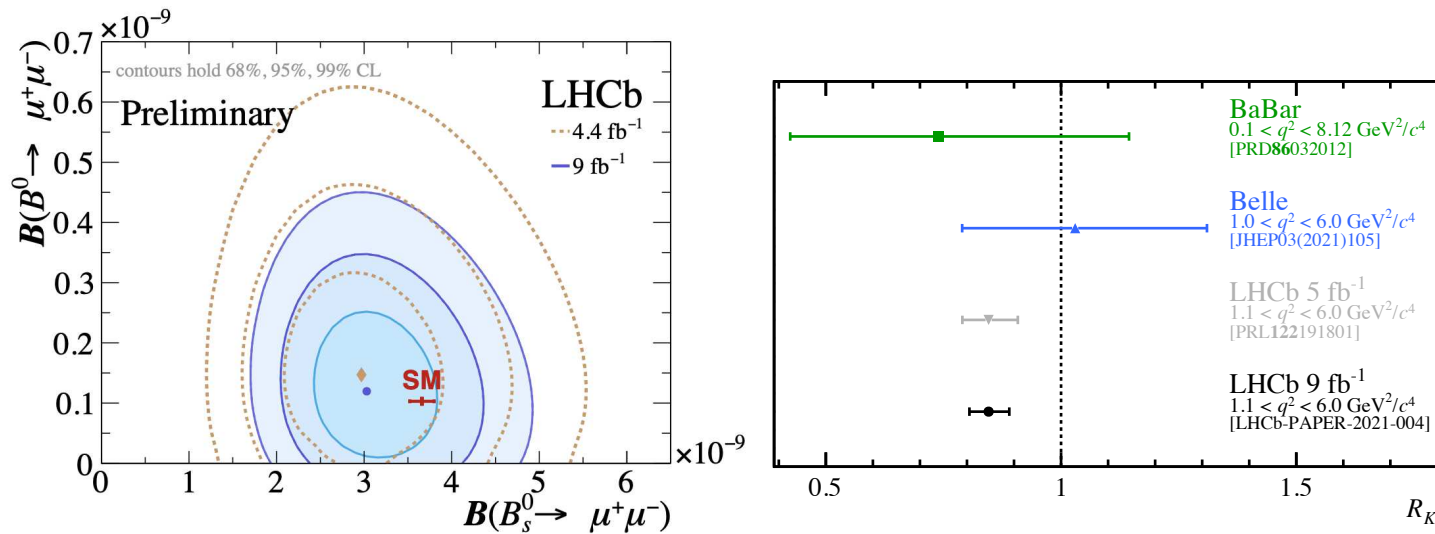 ×10⁻⁹
0.7
0.6
0.5
0.4
0.3
0.2
0.1
0
B(B⁰→ μ⁺μ⁻)
contours hold 68%, 95%, 99% CL
Preliminary
LHCb
4.4 fb⁻¹
9 fb⁻¹
SM
0 1 2 3 4 5 6
×10⁻⁹
B(B⁰ₛ→ μ⁺μ⁻)
BaBar
0.1 < q² < 8.12 GeV²/c⁴
[PRD86032012]
Belle
1.0 < q² < 6.0 GeV²/c⁴
[JHEP03(2021)105]
LHCb 5 fb⁻¹
1.1 < q² < 6.0 GeV²/c⁴
[PRL122191801]
LHCb 9 fb⁻¹
1.1 < q² < 6.0 GeV²/c⁴
[LHCb-PAPER-2021-004]
0.5 1 1.5
R_K